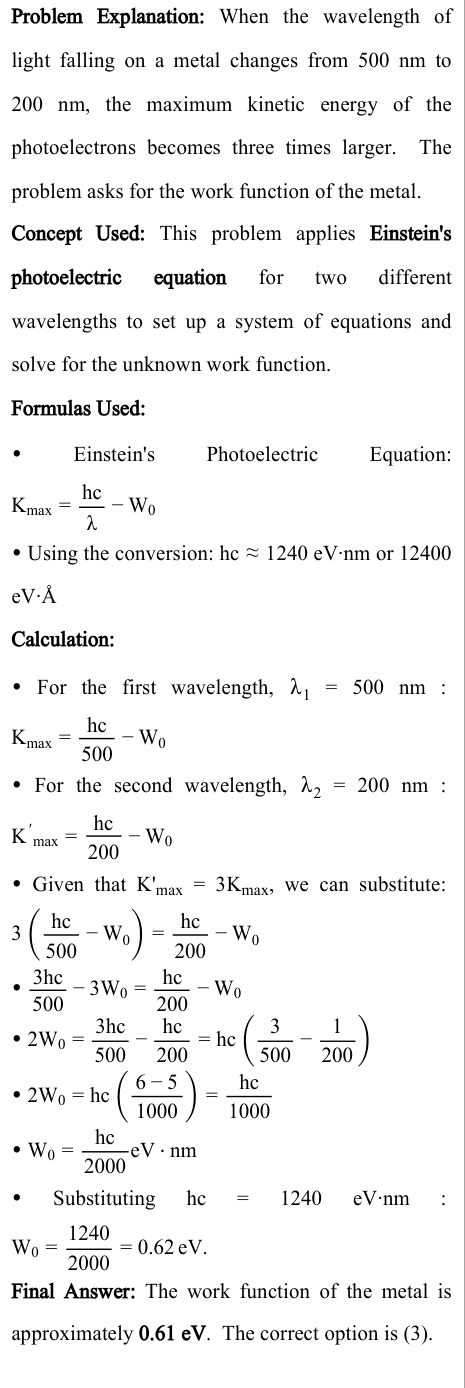 Problem Explanation: When the wavelength of
light falling on a metal changes from 500 nm to
200 nm, the maximum kinetic energy of the
photoelectrons becomes three times larger. The
problem asks for the work function of the metal.
Concept Used: This problem applies Einstein's
photoelectric equation for two different
wavelengths to set up a system of equations and
solve for the unknown work function.
Formulas Used:
• Einstein's Photoelectric Equation:
K_max = hc/λ − W₀
• Using the conversion: hc ≈ 1240 eV·nm or 12400
eV·Å
Calculation:
• For the first wavelength, λ₁ = 500 nm :
K_max = hc/500 − W₀
• For the second wavelength, λ₂ = 200 nm :
K′_max = hc/200 − W₀
• Given that K'_max = 3K_max, we can substitute:
3 (hc/500 − W₀) = hc/200 − W₀
• 3hc/500 − 3W₀ = hc/200 − W₀
• 2W₀ = 3hc/500 − hc/200 = hc (3/500 − 1/200)
• 2W₀ = hc ((6 − 5)/1000) = hc/1000
• W₀ = hc/2000 eV · nm
• Substituting hc = 1240 eV·nm :
W₀ = 1240/2000 = 0.62 eV.
Final Answer: The work function of the metal is
approximately 0.61 eV. The correct option is (3).